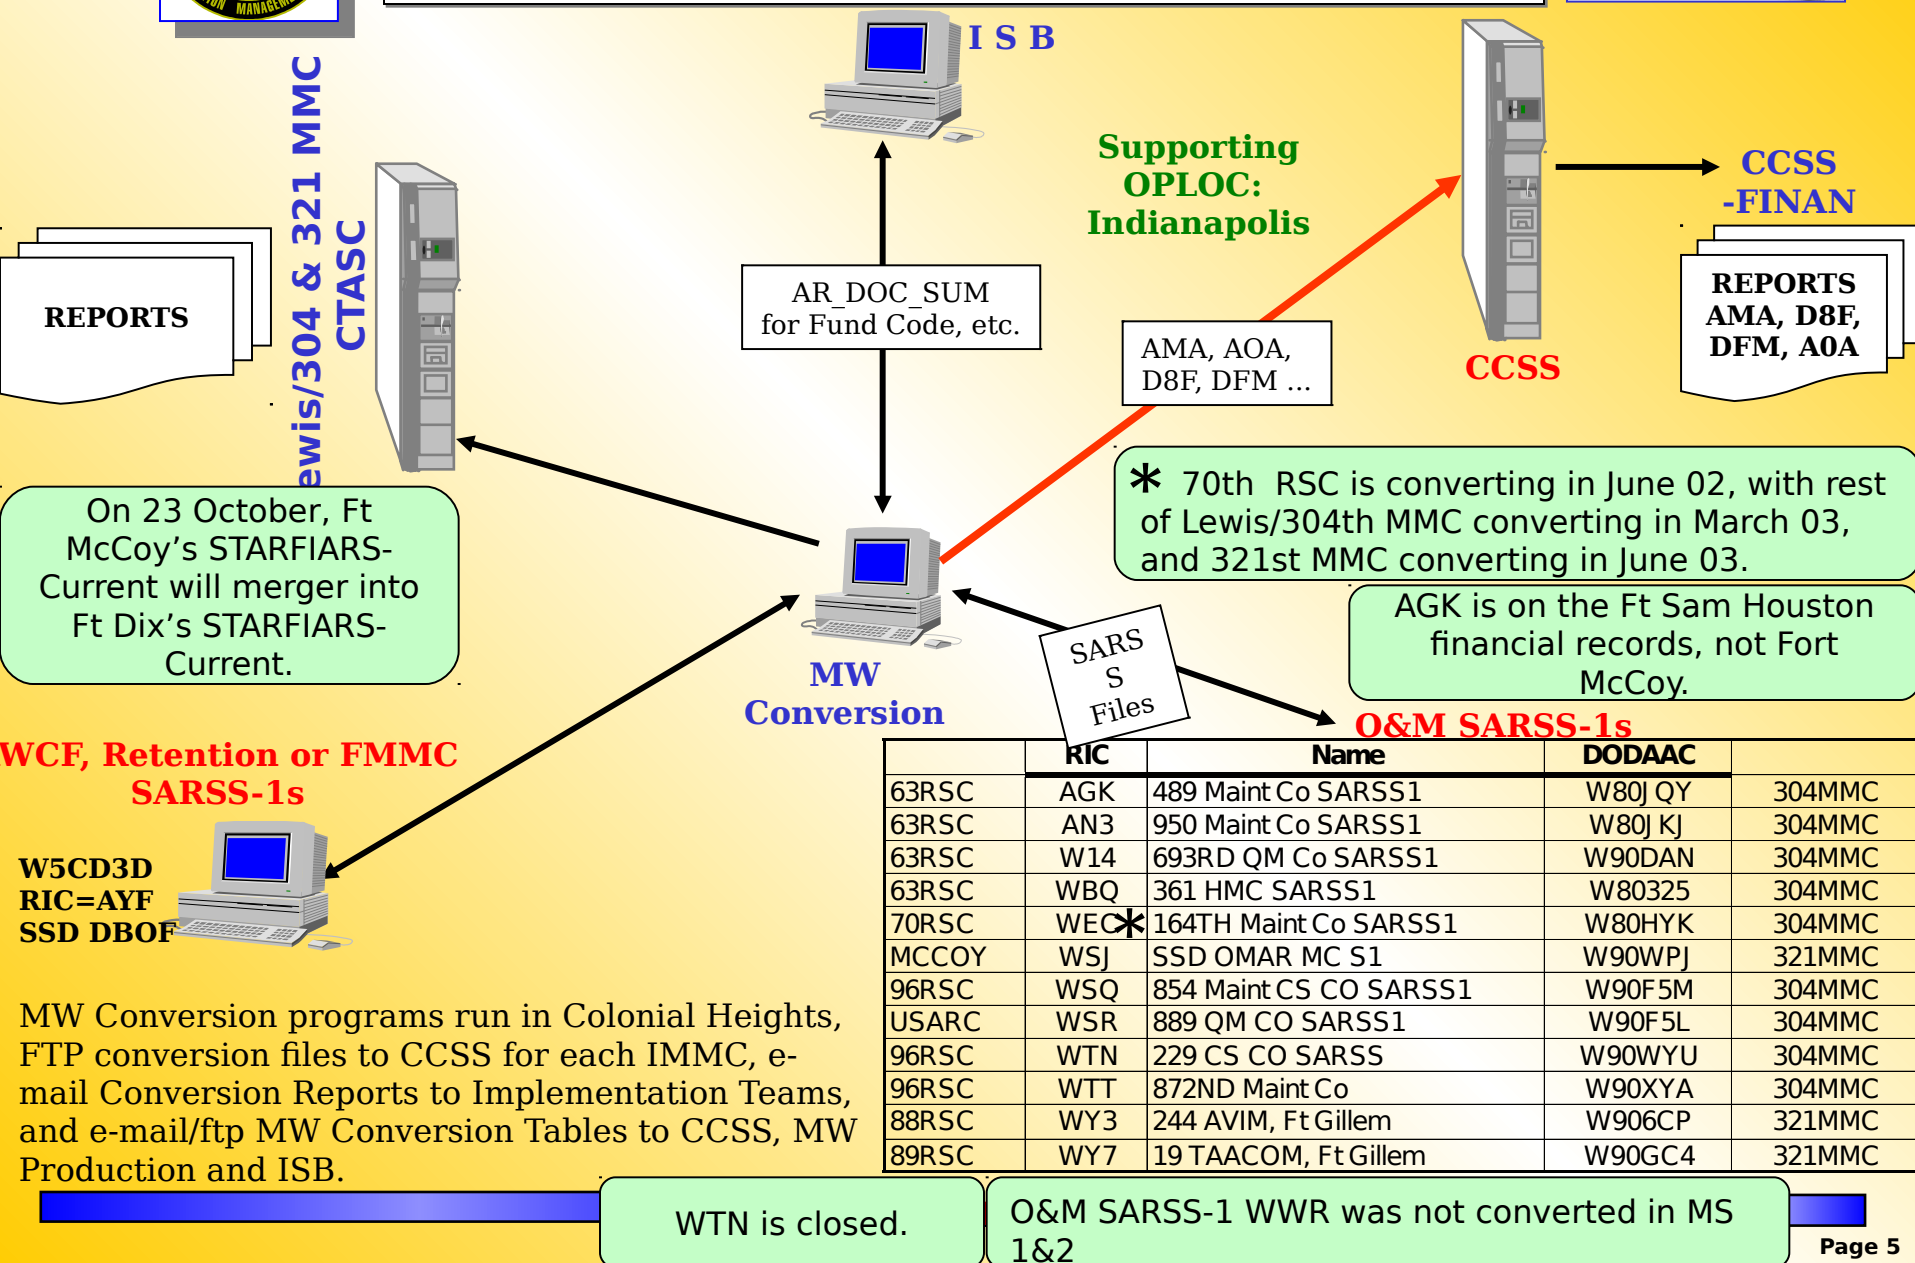 MANAGEME
I S B
ewis/304 & 321 MMC
CTASC
Supporting
OPLOC:
Indianapolis
CCSS
-FINAN
REPORTS
AR_DOC_SUM
for Fund Code, etc.
REPORTS
AMA, D8F,
DFM, A0A
AMA, AOA,
D8F, DFM ...
CCSS
On 23 October, Ft
McCoy’s STARFIARS-
Current will merger into
Ft Dix’s STARFIARS-
Current.
* 70th RSC is converting in June 02, with rest
of Lewis/304th MMC converting in March 03,
and 321st MMC converting in June 03.
AGK is on the Ft Sam Houston
financial records, not Fort
McCoy.
SARS
S
Files
MW
Conversion
O&M SARSS-1s
WCF, Retention or FMMC
SARSS-1s
W5CD3D
RIC=AYF
SSD DBOF
RIC Name DODAAC
63RSC AGK 489 Maint Co SARSS1 W80JQY 304MMC
63RSC AN3 950 Maint Co SARSS1 W80JKJ 304MMC
63RSC W14 693RD QM Co SARSS1 W90DAN 304MMC
63RSC WBQ 361 HMC SARSS1 W80325 304MMC
70RSC WEC* 164TH Maint Co SARSS1 W80HYK 304MMC
MCCOY WSJ SSD OMAR MC S1 W90WPJ 321MMC
96RSC WSQ 854 Maint CS CO SARSS1 W90F5M 304MMC
USARC WSR 889 QM CO SARSS1 W90F5L 304MMC
96RSC WTN 229 CS CO SARSS W90WYU 304MMC
96RSC WTT 872ND Maint Co W90XYA 304MMC
88RSC WY3 244 AVIM, Ft Gillem W906CP 321MMC
89RSC WY7 19 TAACOM, Ft Gillem W90GC4 321MMC
MW Conversion programs run in Colonial Heights,
FTP conversion files to CCSS for each IMMC, e-
mail Conversion Reports to Implementation Teams,
and e-mail/ftp MW Conversion Tables to CCSS, MW
Production and ISB.
WTN is closed.
O&M SARSS-1 WWR was not converted in MS
1&2
Page 5